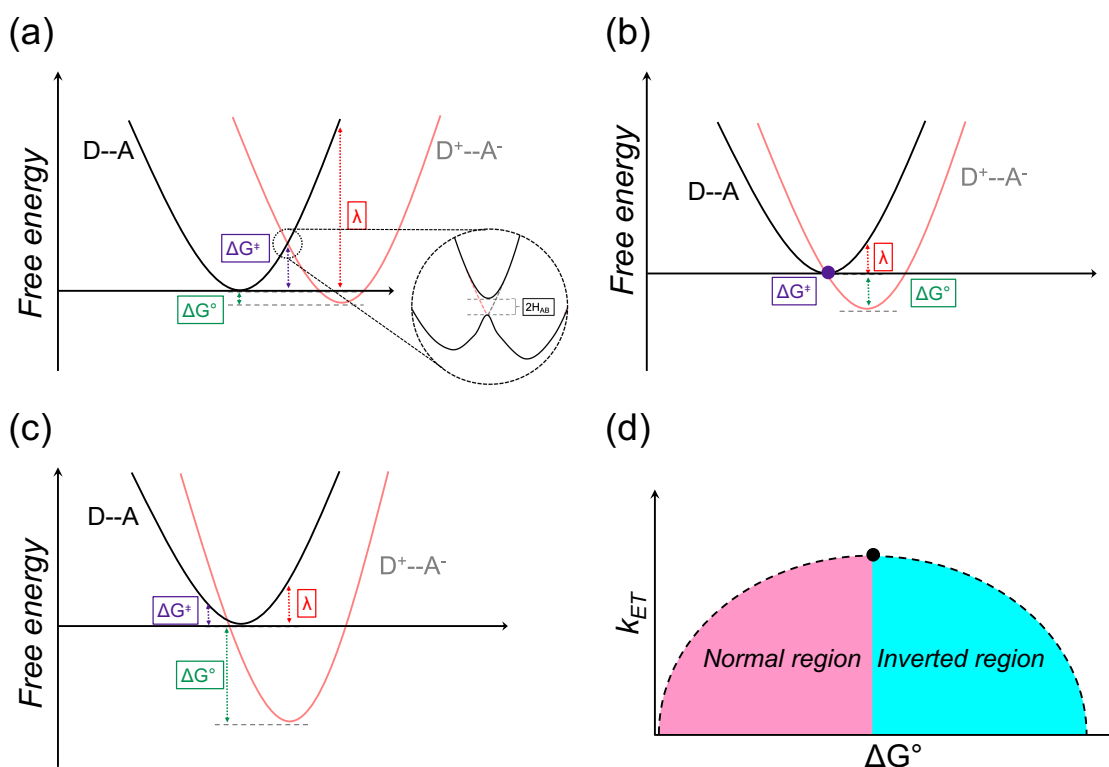 (a)
Free energy
D--A
D⁺--A⁻
λ
ΔG‡
ΔG°
2H_AB
(b)
Free energy
D--A
D⁺--A⁻
λ
ΔG‡
ΔG°
(c)
Free energy
D--A
D⁺--A⁻
ΔG‡
λ
ΔG°
(d)
k_ET
Normal region
Inverted region
ΔG°